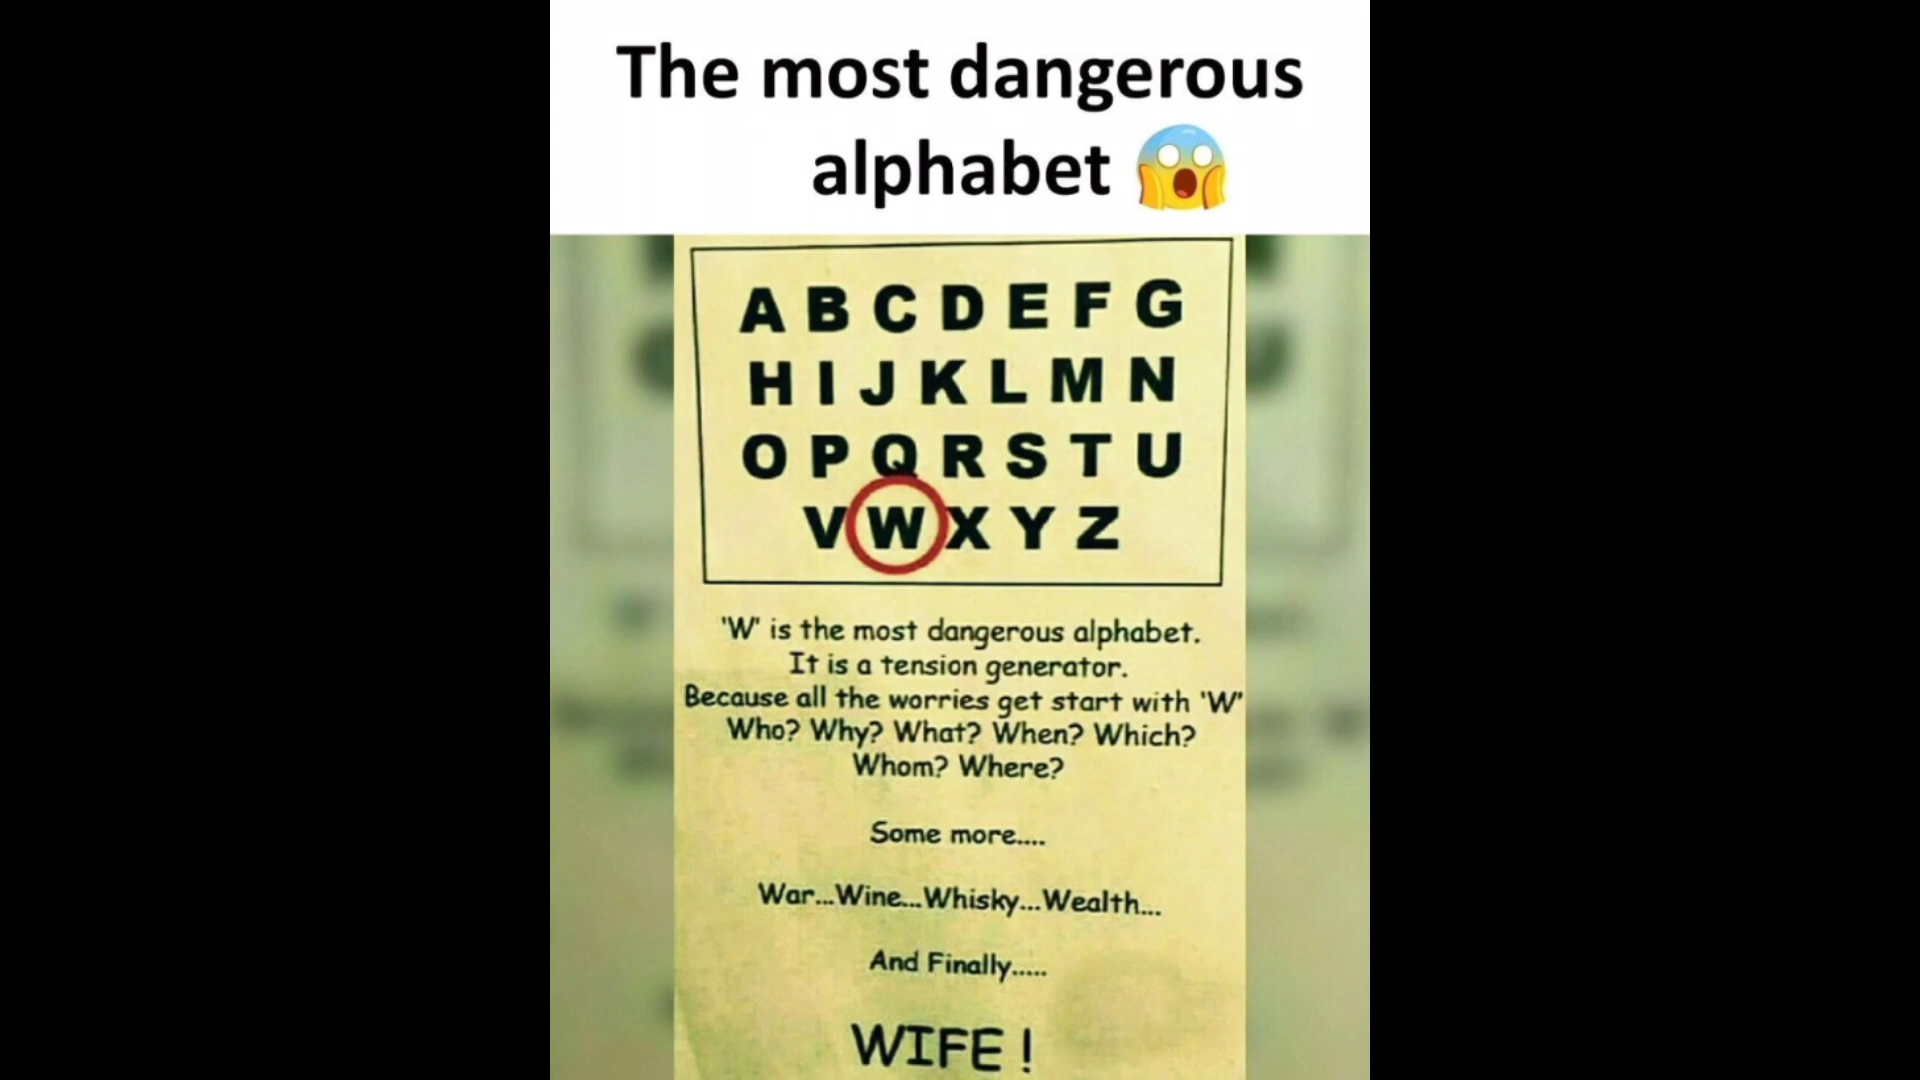 The most dangerous
alphabet 😱
A B C D E F G
H I J K L M N
O P Q R S T U
V W X Y Z
'W' is the most dangerous alphabet.
It is a tension generator.
Because all the worries get start with 'W'
Who? Why? What? When? Which?
Whom? Where?
Some more....
War...Wine...Whisky...Wealth...
And Finally.....
WIFE !